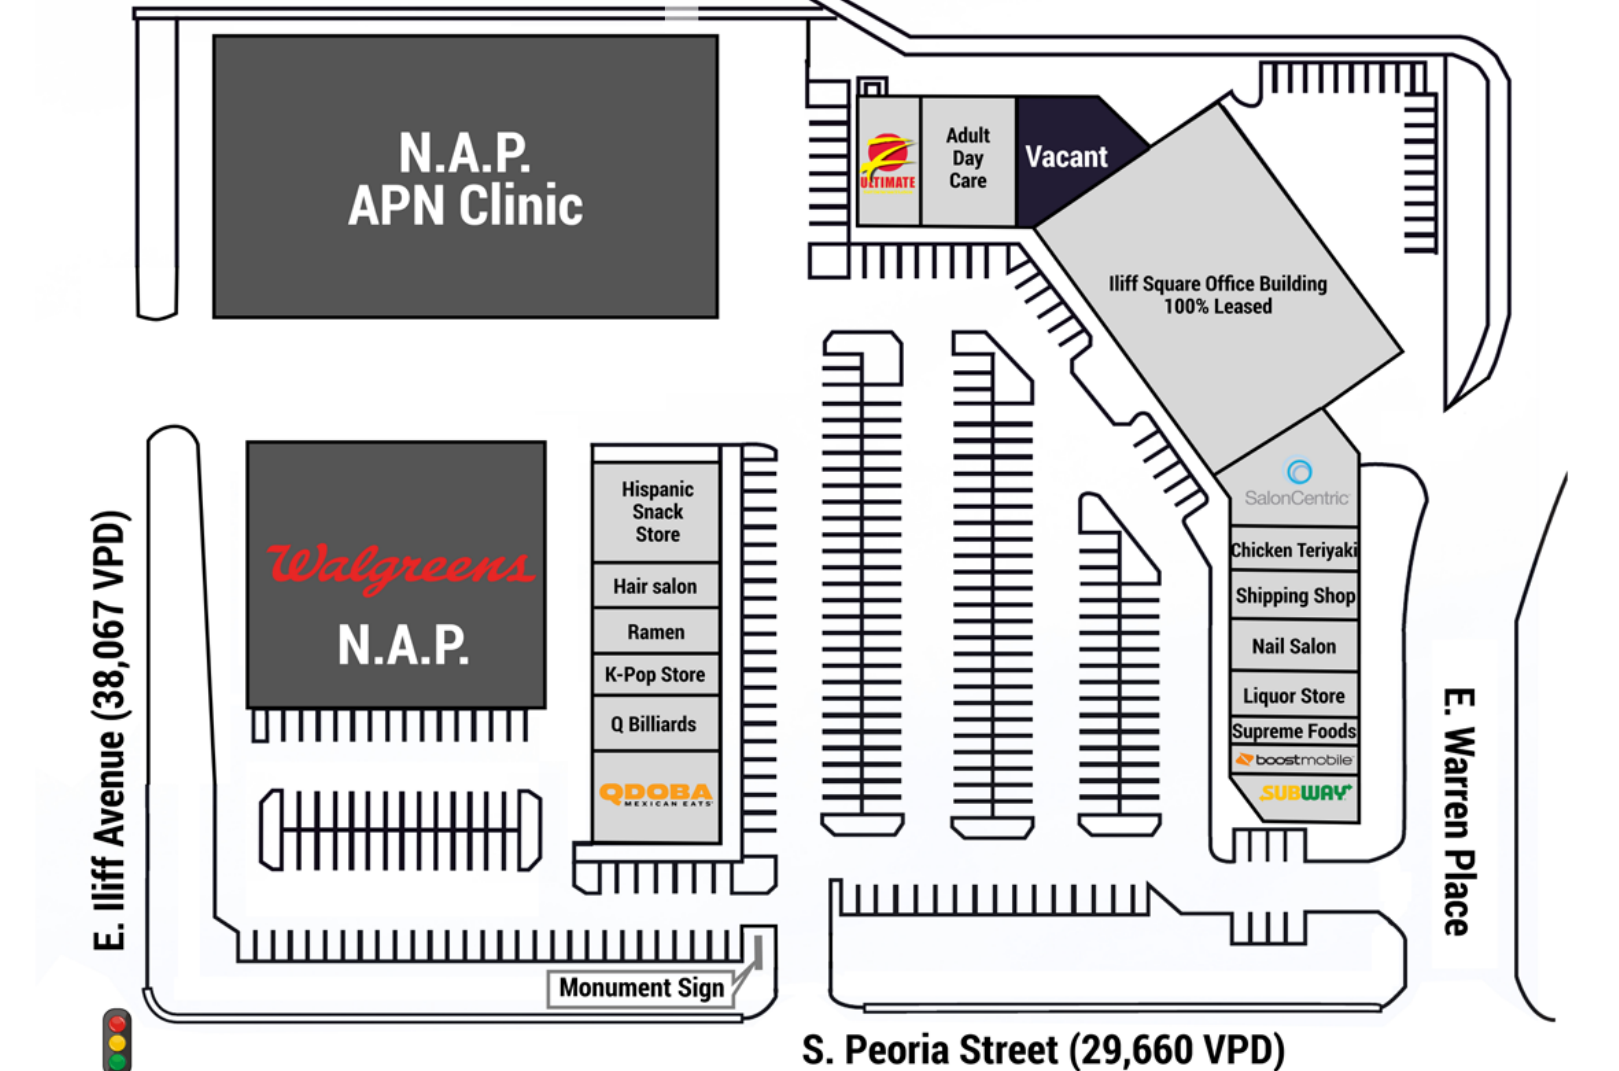 N.A.P.
APN Clinic
ULTIMATE
Adult
Day
Care
Vacant
Iliff Square Office Building
100% Leased
SalonCentric
Chicken Teriyaki
Shipping Shop
Nail Salon
Liquor Store
Supreme Foods
boostmobile
SUBWAY
Walgreens
N.A.P.
Hispanic
Snack
Store
Hair salon
Ramen
K-Pop Store
Q Billiards
QDOBA
MEXICAN EATS
E. Iliff Avenue (38,067 VPD)
E. Warren Place
Monument Sign
S. Peoria Street (29,660 VPD)